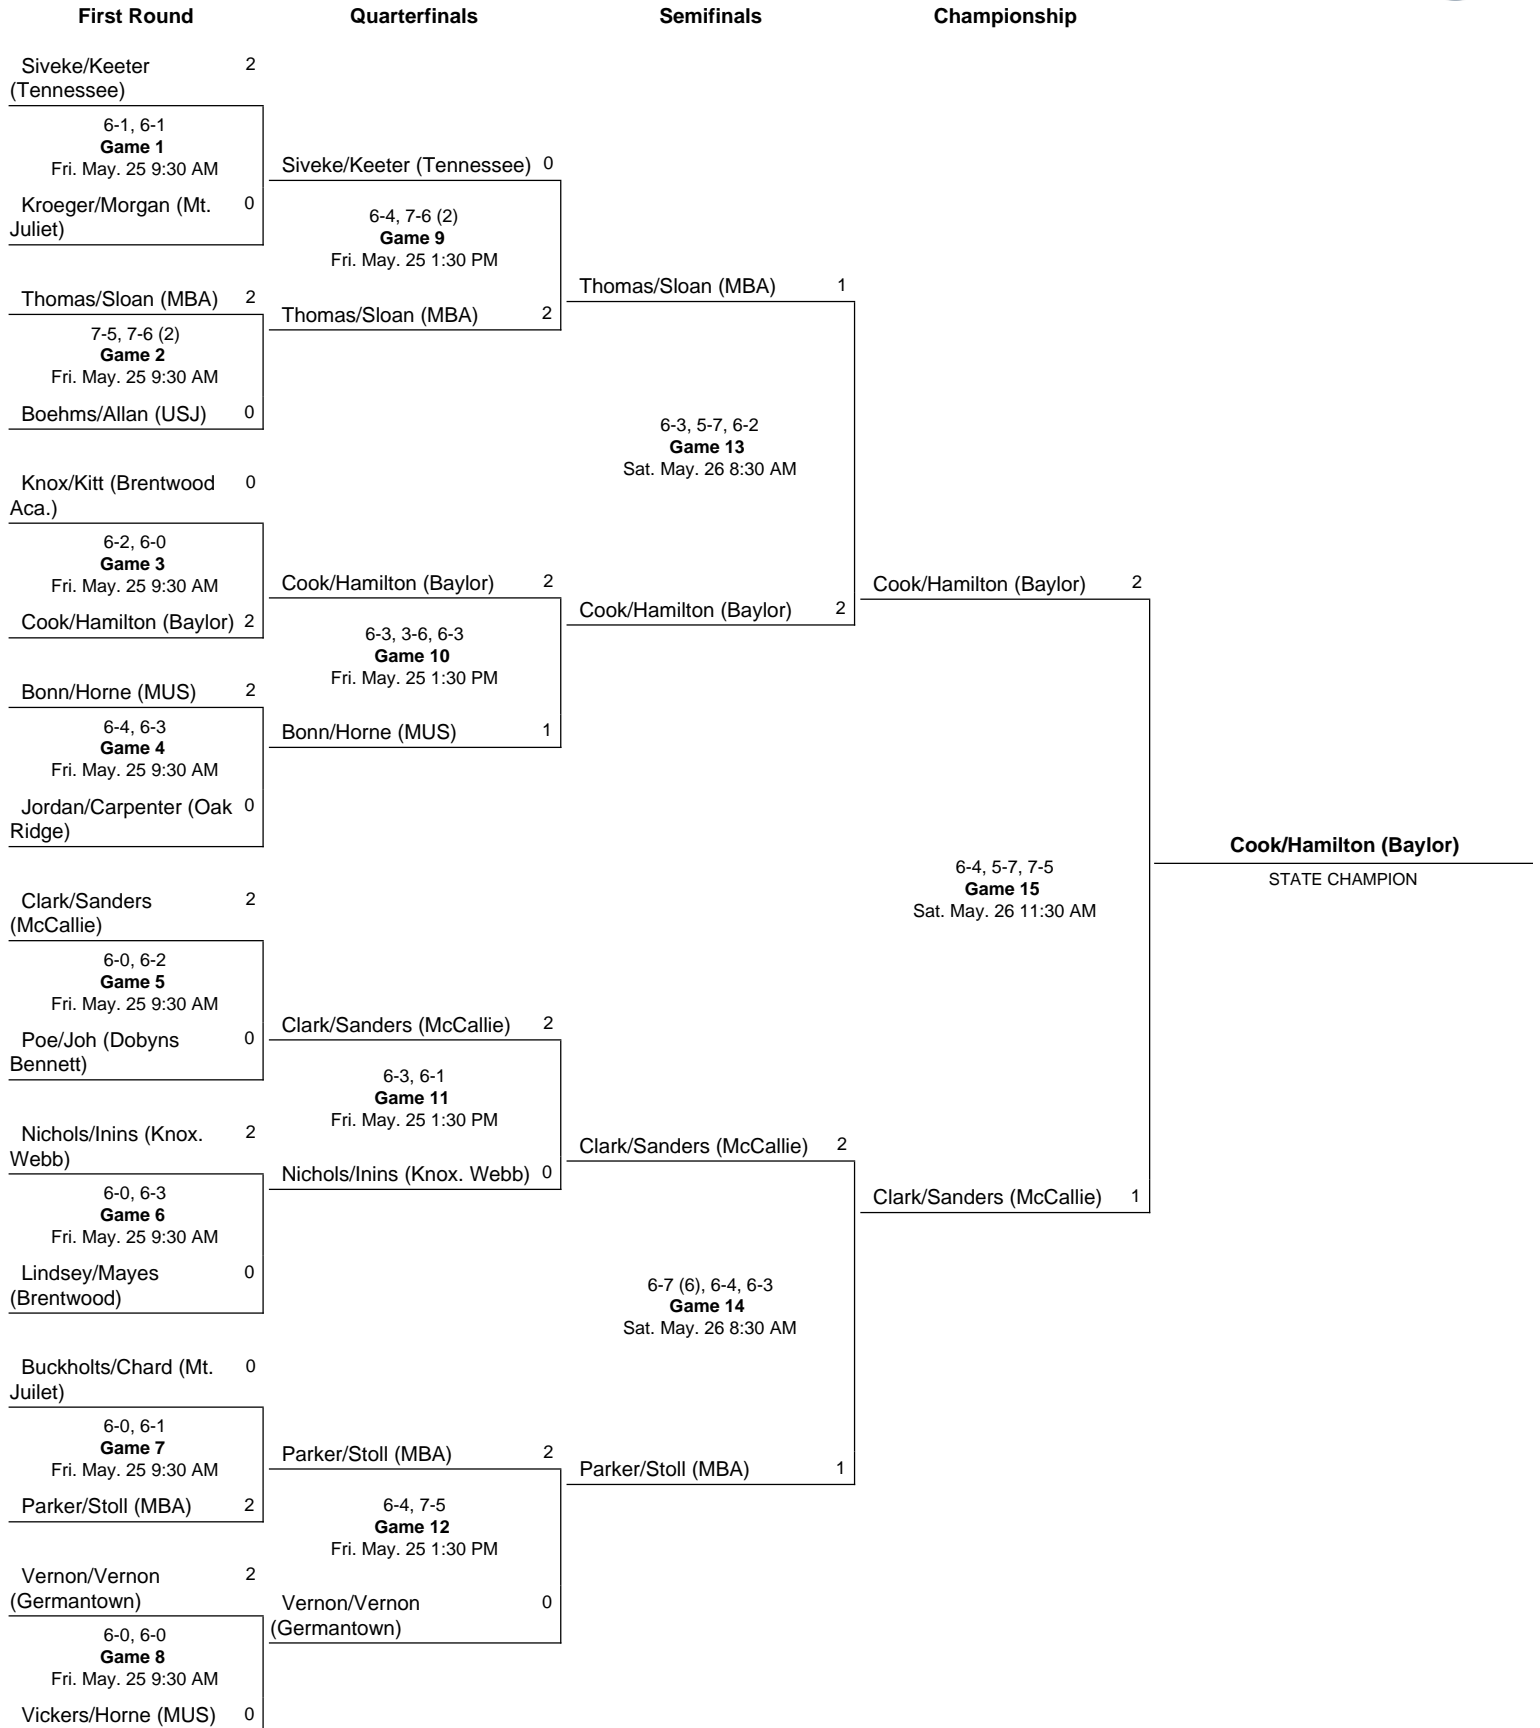 First Round
Quarterfinals
Semifinals
Championship
Siveke/Keeter 2
(Tennessee)
6-1, 6-1
Game 1
Fri. May. 25 9:30 AM
Kroeger/Morgan (Mt. 0
Juliet)
Thomas/Sloan (MBA) 2
7-5, 7-6 (2)
Game 2
Fri. May. 25 9:30 AM
Boehms/Allan (USJ) 0
Knox/Kitt (Brentwood 0
Aca.)
6-2, 6-0
Game 3
Fri. May. 25 9:30 AM
Cook/Hamilton (Baylor) 2
Bonn/Horne (MUS) 2
6-4, 6-3
Game 4
Fri. May. 25 9:30 AM
Jordan/Carpenter (Oak 0
Ridge)
Clark/Sanders 2
(McCallie)
6-0, 6-2
Game 5
Fri. May. 25 9:30 AM
Poe/Joh (Dobyns 0
Bennett)
Nichols/Inins (Knox. 2
Webb)
6-0, 6-3
Game 6
Fri. May. 25 9:30 AM
Lindsey/Mayes 0
(Brentwood)
Buckholts/Chard (Mt. 0
Juilet)
6-0, 6-1
Game 7
Fri. May. 25 9:30 AM
Parker/Stoll (MBA) 2
Vernon/Vernon 2
(Germantown)
6-0, 6-0
Game 8
Fri. May. 25 9:30 AM
Vickers/Horne (MUS) 0
Siveke/Keeter (Tennessee) 0
6-4, 7-6 (2)
Game 9
Fri. May. 25 1:30 PM
Thomas/Sloan (MBA) 2
Cook/Hamilton (Baylor) 2
6-3, 3-6, 6-3
Game 10
Fri. May. 25 1:30 PM
Bonn/Horne (MUS) 1
Clark/Sanders (McCallie) 2
6-3, 6-1
Game 11
Fri. May. 25 1:30 PM
Nichols/Inins (Knox. Webb) 0
Parker/Stoll (MBA) 2
6-4, 7-5
Game 12
Fri. May. 25 1:30 PM
Vernon/Vernon 0
(Germantown)
Thomas/Sloan (MBA) 1
6-3, 5-7, 6-2
Game 13
Sat. May. 26 8:30 AM
Cook/Hamilton (Baylor) 2
Clark/Sanders (McCallie) 2
6-7 (6), 6-4, 6-3
Game 14
Sat. May. 26 8:30 AM
Parker/Stoll (MBA) 1
Cook/Hamilton (Baylor) 2
6-4, 5-7, 7-5
Game 15
Sat. May. 26 11:30 AM
Clark/Sanders (McCallie) 1
Cook/Hamilton (Baylor)
STATE CHAMPION